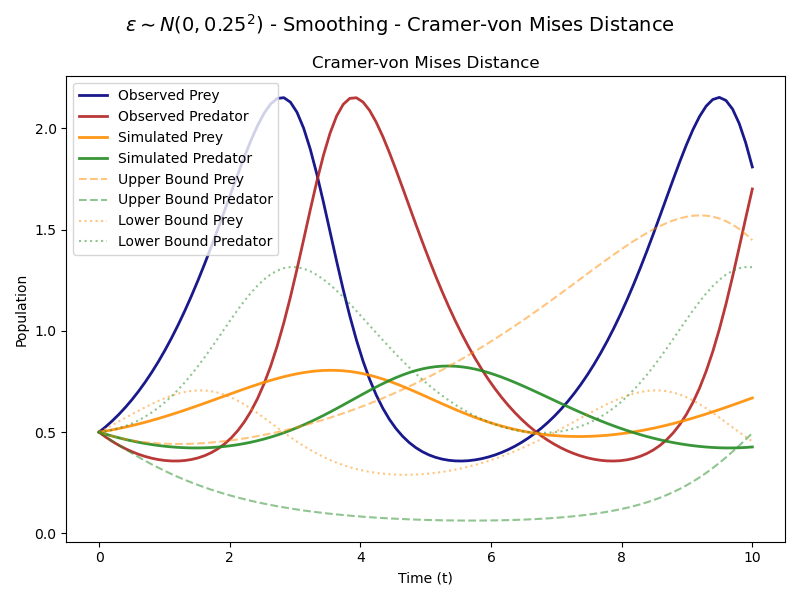 ε ∼ N(0, 0.25²) - Smoothing - Cramer-von Mises Distance
Cramer-von Mises Distance
Observed Prey
Observed Predator
Simulated Prey
Simulated Predator
Upper Bound Prey
Upper Bound Predator
Lower Bound Prey
Lower Bound Predator
Population
2.0
1.5
1.0
0.5
0.0
0 2 4 6 8 10
Time (t)